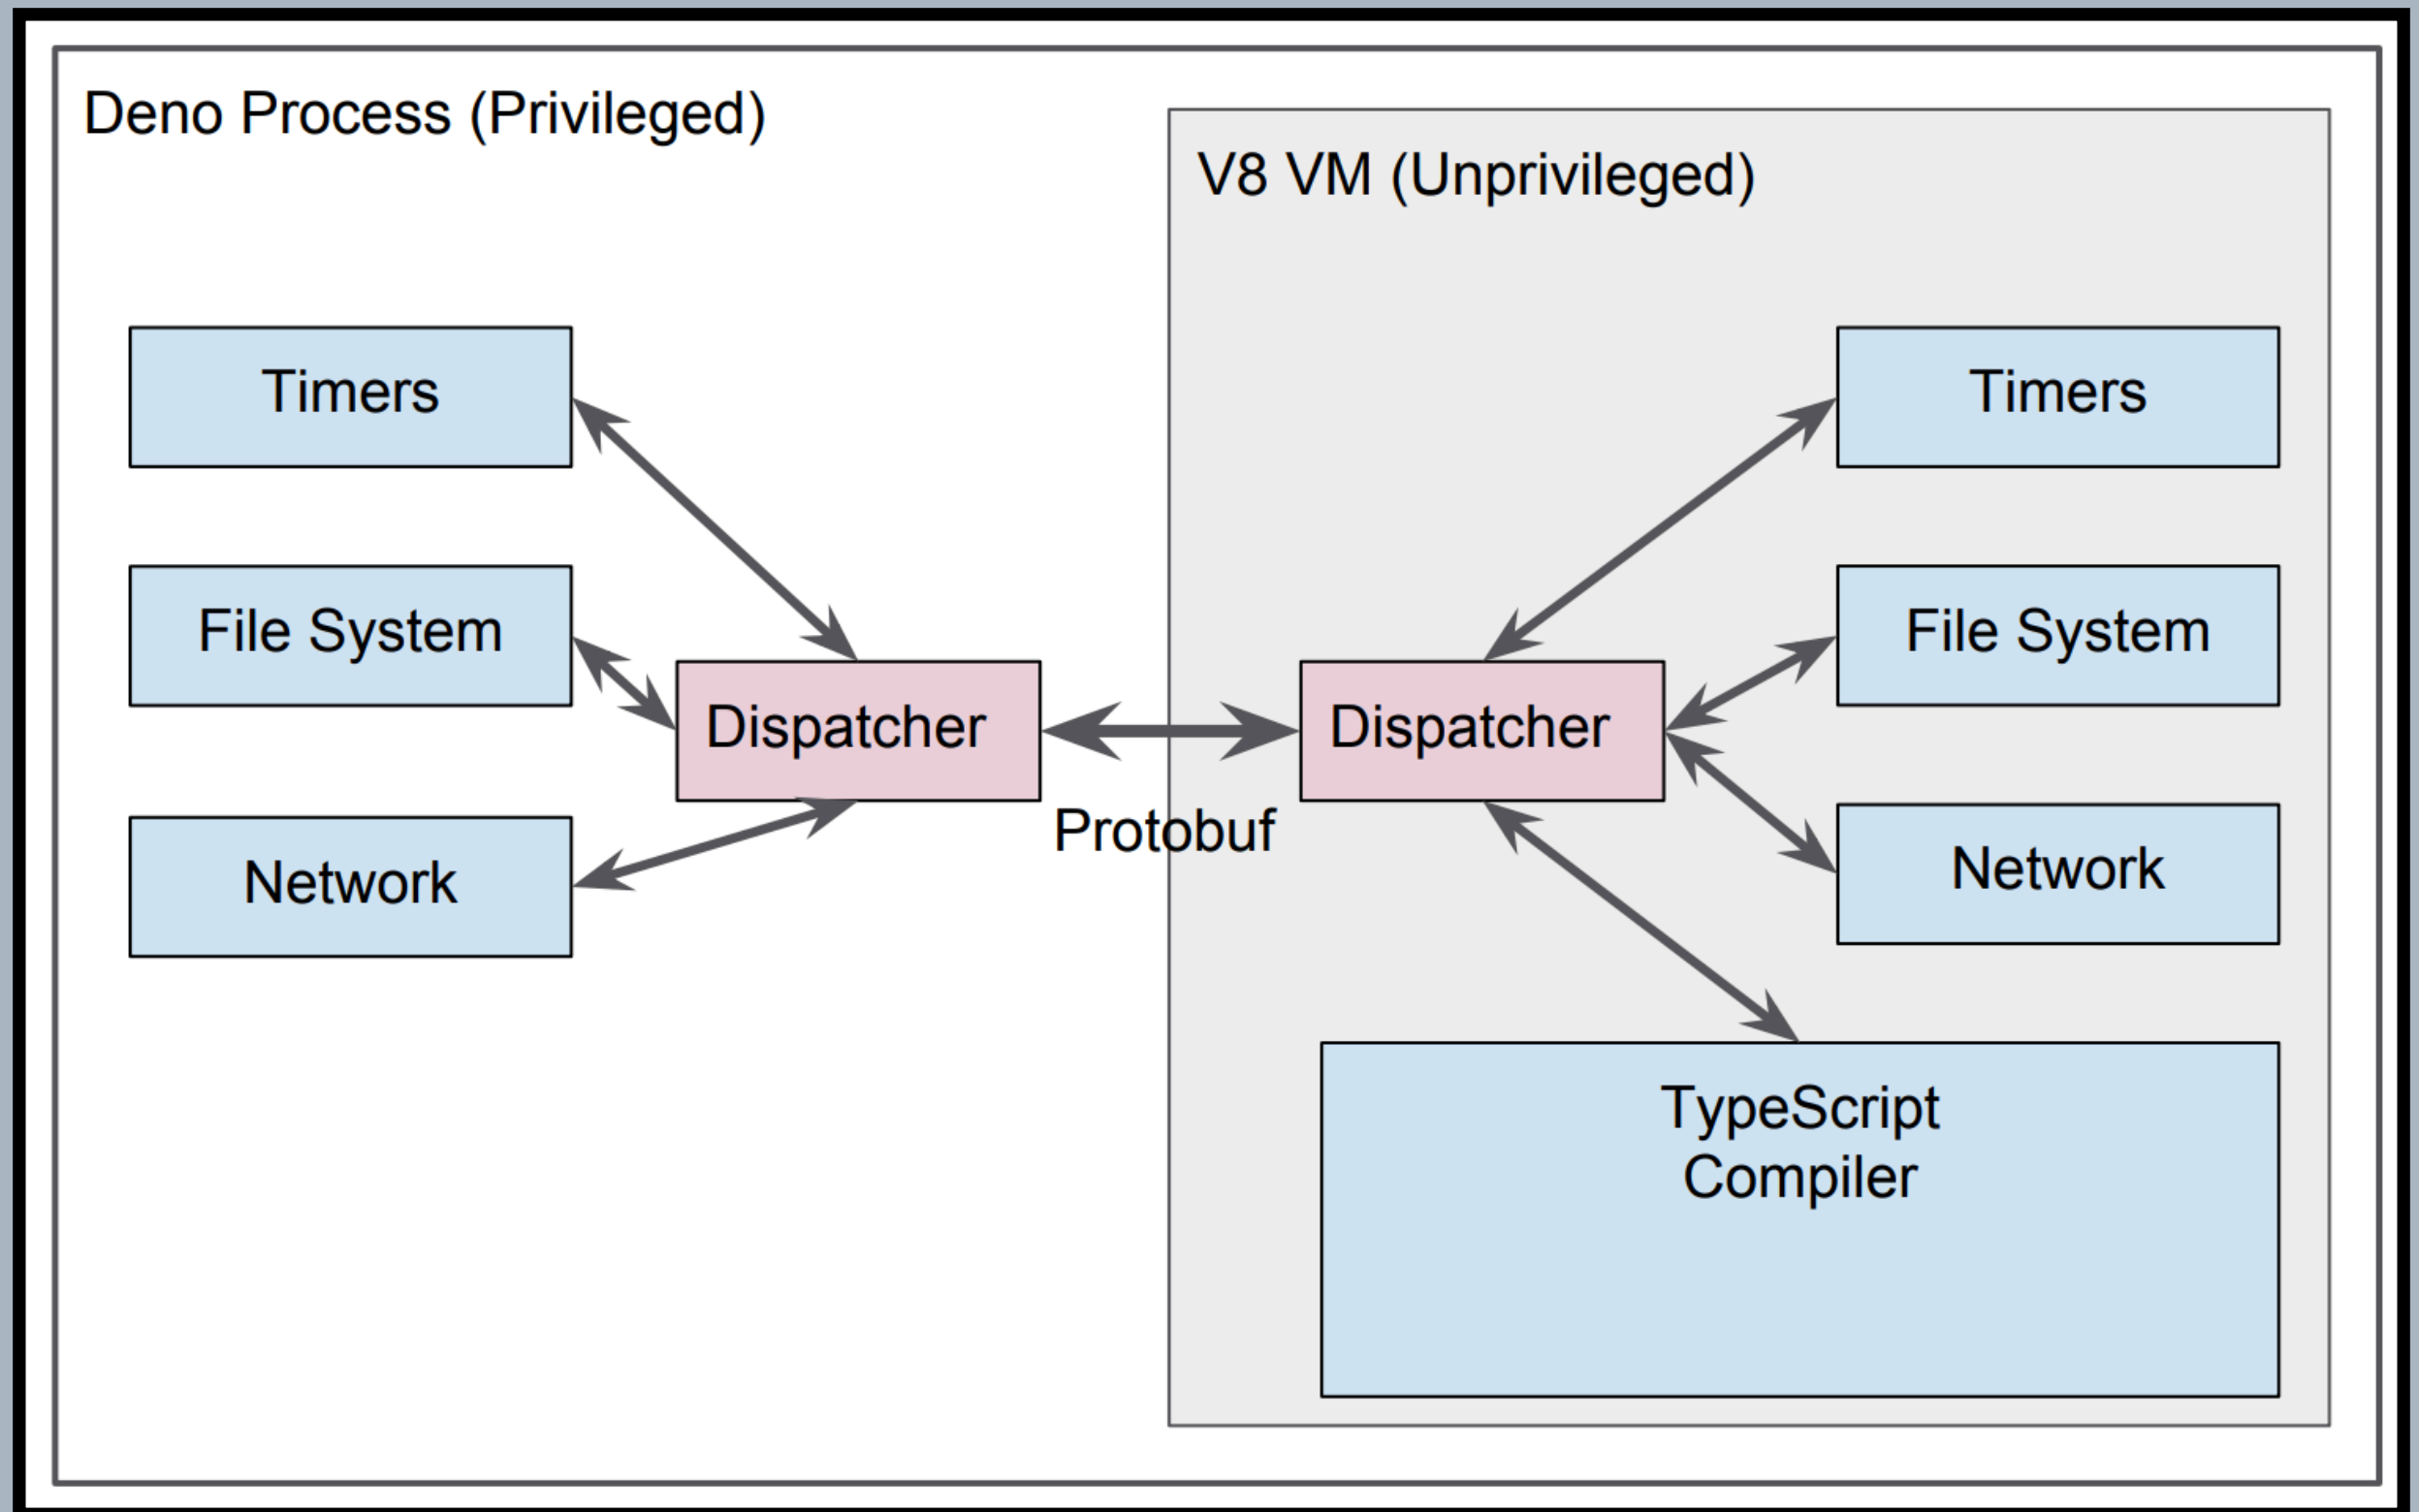 Deno Process (Privileged)
V8 VM (Unprivileged)
Timers
File System
Network
Dispatcher
Protobuf
Dispatcher
Timers
File System
Network
TypeScript
Compiler